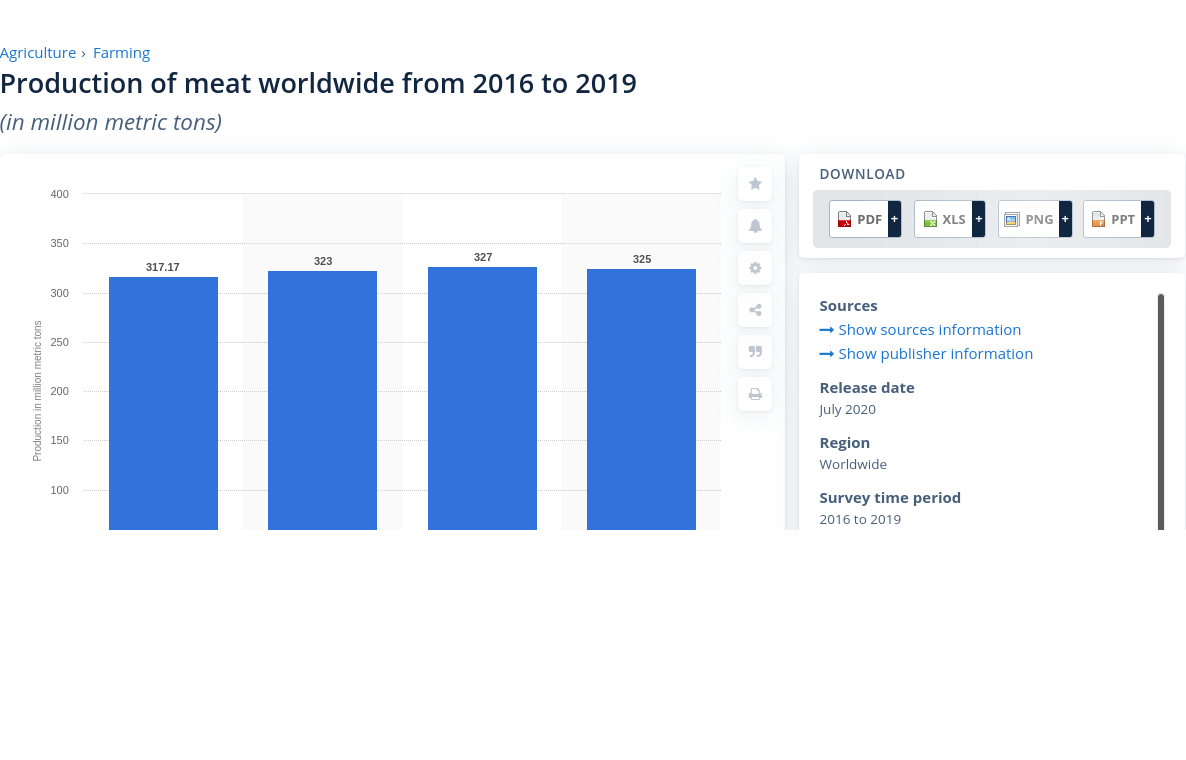 Agriculture › Farming
Production of meat worldwide from 2016 to 2019
(in million metric tons)
400
350
300
250
200
150
100
Production in million metric tons
317.17
323
327
325
DOWNLOAD
PDF +
XLS +
PNG +
PPT +
Sources
→ Show sources information
→ Show publisher information
Release date
July 2020
Region
Worldwide
Survey time period
2016 to 2019